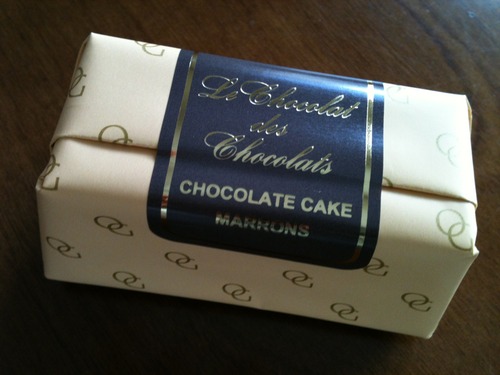 Le Chocolat
des
Chocolats
CHOCOLATE CAKE
MARRONS